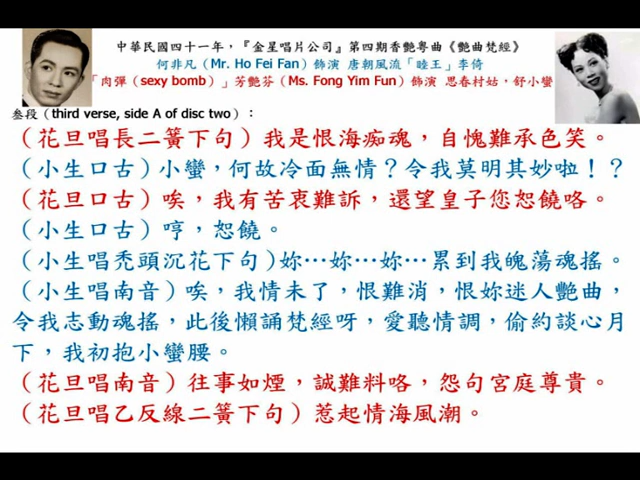 中華民國四十一年，『金星唱片公司』第四期香艷粵曲《艷曲梵經》
何非凡（Mr. Ho Fei Fan）飾演 唐朝風流「睦王」李倚
「肉彈（sexy bomb）」芳艷芬（Ms. Fong Yim Fun）飾演 思春村姑，舒小蠻
叁段（third verse, side A of disc two）：
（花旦唱長二簧下句）我是恨海痴魂，自愧難承色笑。
（小生口古）小蠻，何故冷面無情？令我莫明其妙啦！？
（花旦口古）唉，我有苦衷難訴，還望皇子您恕饒咯。
（小生口古）哼，恕饒。
（小生唱禿頭沉花下句)妳…妳…妳…累到我魄蕩魂搖。
（小生唱南音）唉，我情未了，恨難消，恨妳迷人艷曲，
令我志動魂搖，此後懶誦梵經呀，愛聽情調，偷約談心月
下，我初抱小蠻腰。
（花旦唱南音）往事如煙，誠難料咯，怨句宮庭尊貴。
（花旦唱乙反線二簧下句）惹起情海風潮。